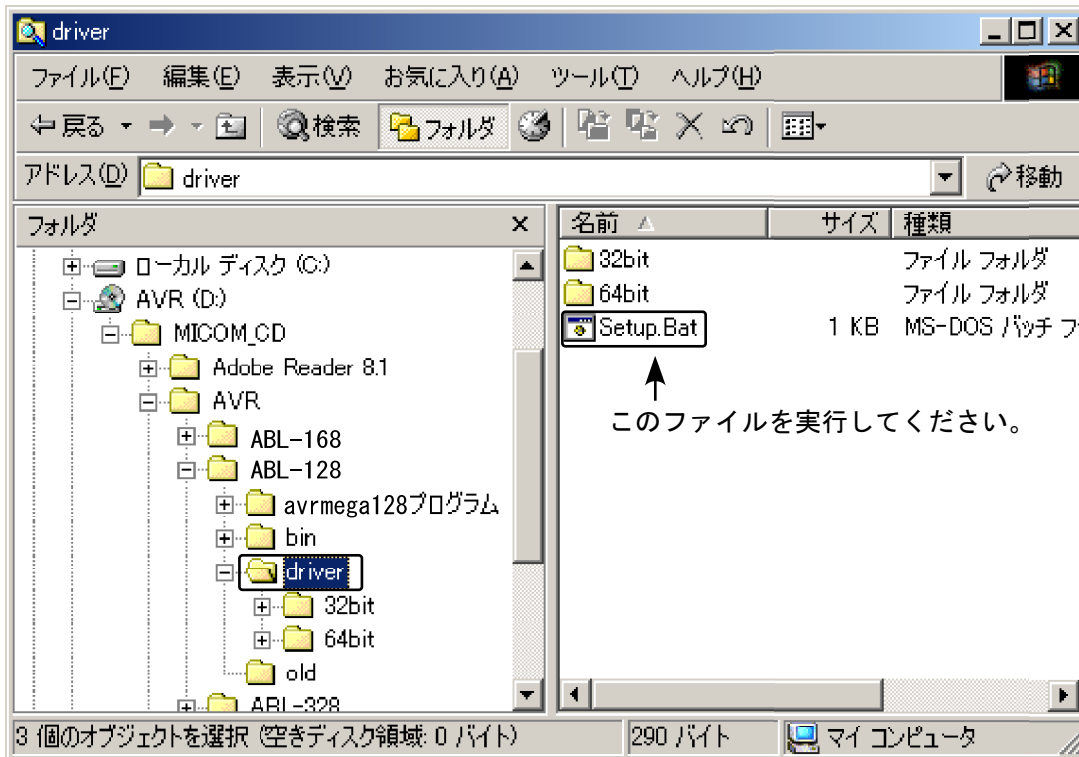 driver
ファイル(F) 編集(E) 表示(V) お気に入り(A) ツール(T) ヘルプ(H)
戻る 検索 フォルダ
アドレス(D) driver 移動
フォルダ
ローカル ディスク (C:)
AVR (D:)
MICOM_CD
Adobe Reader 8.1
AVR
ABL-168
ABL-128
avrmega128プログラム
bin
driver
32bit
64bit
old
ABL-328
名前 サイズ 種類
32bit ファイル フォルダ
64bit ファイル フォルダ
Setup.Bat 1 KB MS-DOS バッチ フ
このファイルを実行してください。
3 個のオブジェクトを選択 (空きディスク領域: 0 バイト) 290 バイト マイ コンピュータ